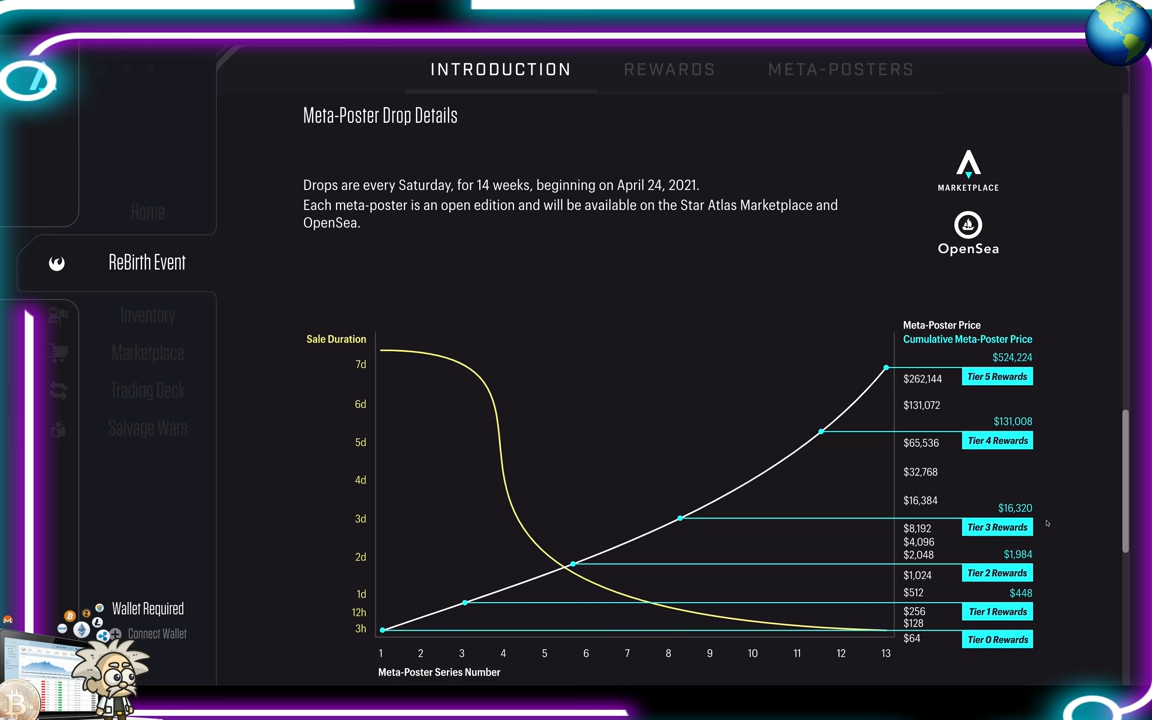 INTRODUCTION
REWARDS
META-POSTERS
Meta-Poster Drop Details
Drops are every Saturday, for 14 weeks, beginning on April 24, 2021.
Each meta-poster is an open edition and will be available on the Star Atlas Marketplace and
OpenSea.
MARKETPLACE
OpenSea
Home
ReBirth Event
Inventory
Marketplace
Trading Deck
Salvage Wars
Wallet Required
Connect Wallet
Sale Duration
7d
6d
5d
4d
3d
2d
1d
12h
3h
1 2 3 4 5 6 7 8 9 10 11 12 13
Meta-Poster Series Number
Meta-Poster Price
Cumulative Meta-Poster Price
$524,224
$262,144 Tier 5 Rewards
$131,072
$131,008
$65,536 Tier 4 Rewards
$32,768
$16,384
$16,320
$8,192 Tier 3 Rewards
$4,096
$2,048 $1,984
$1,024 Tier 2 Rewards
$512 $448
$256 Tier 1 Rewards
$128
$64 Tier 0 Rewards